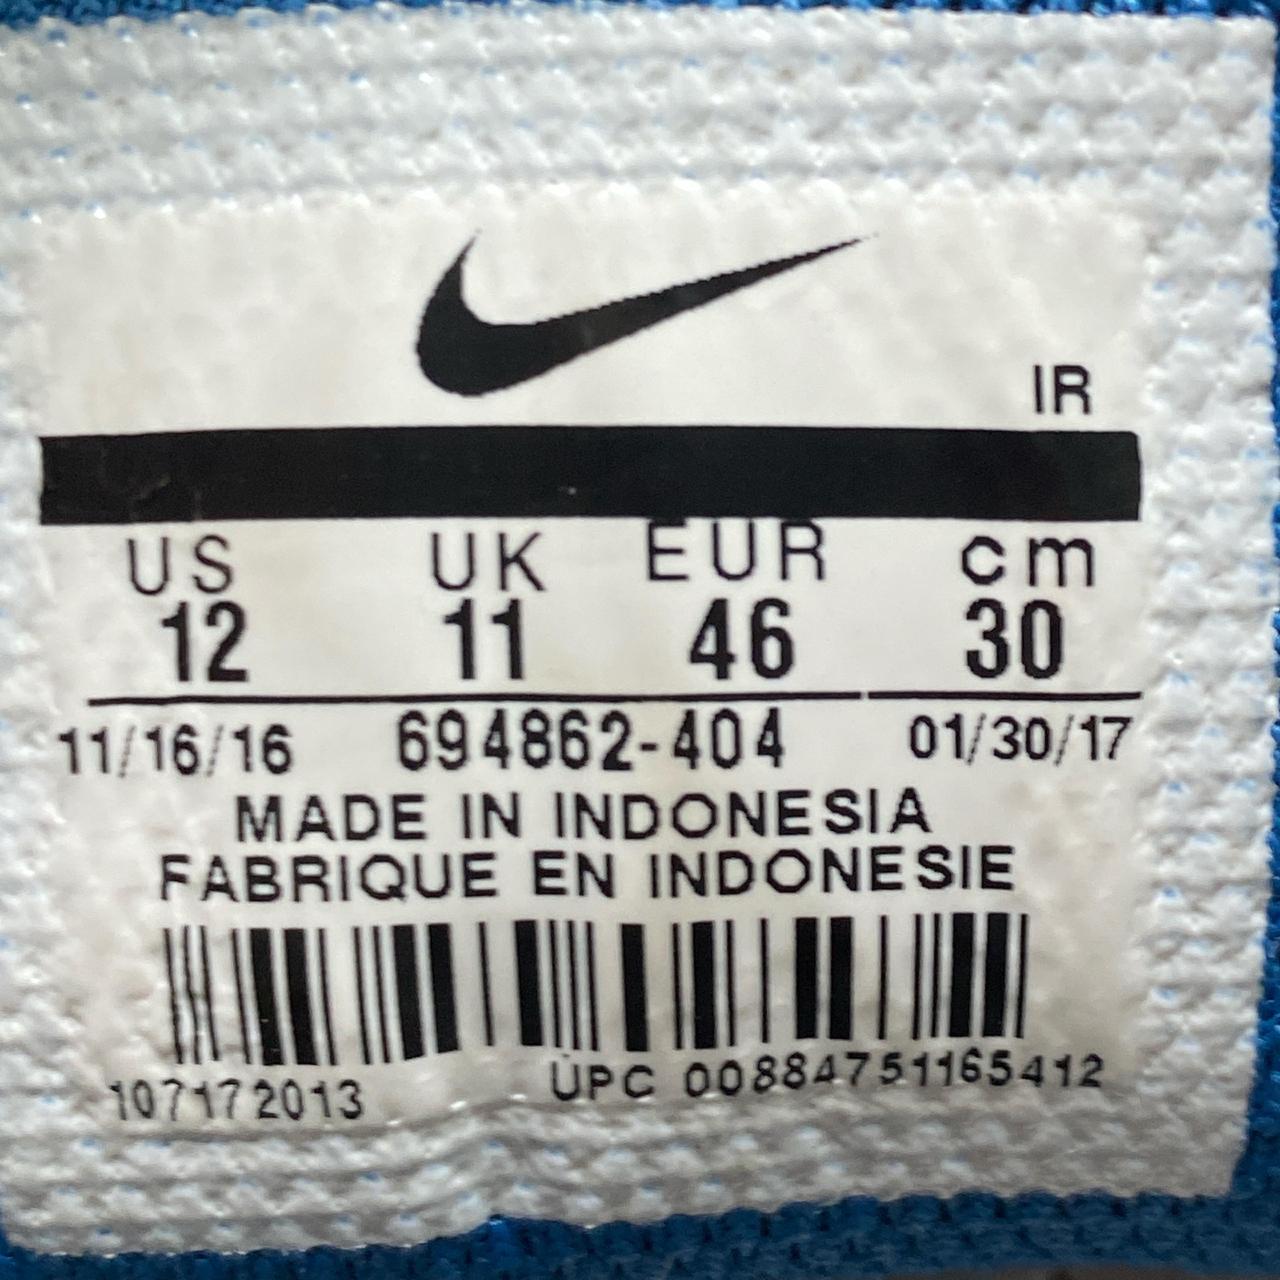 IR
US UK EUR cm
12 11 46 30
11/16/16 694862-404 01/30/17
MADE IN INDONESIA
FABRIQUE EN INDONESIE
107172013 UPC 00884751165412